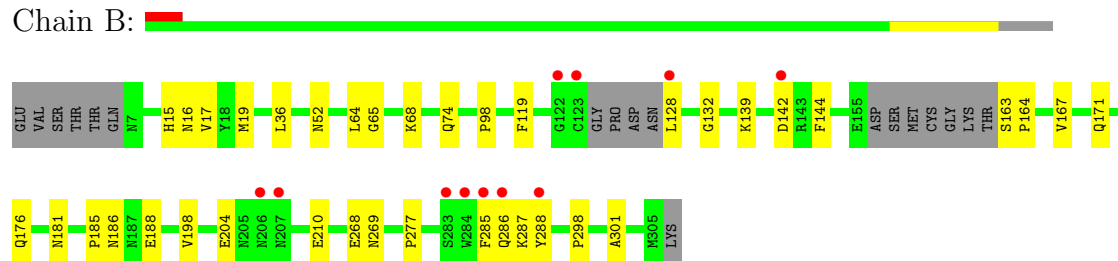 Chain B:
GLU VAL SER THR THR GLN N7 H15 N16 V17 Y18 M19 L36 N52 L64 G65 K68 Q74 P98 F119 G122 C123 GLY PRO ASP ASN L128 G132 K139 D142 R143 F144 E155 ASP SER MET CYS GLY LYS THR S163 P164 V167 Q171
Q176 N181 P185 N186 N187 E188 V198 E204 N205 N206 N207 E210 E268 N269 P277 S283 W284 F285 Q286 K287 Y288 P298 A301 M305 LYS